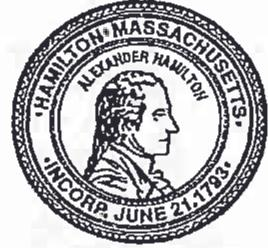 HAMILTON • MASSACHUSETTS
ALEXANDER HAMILTON
• INCORP. JUNE 21•1793 •